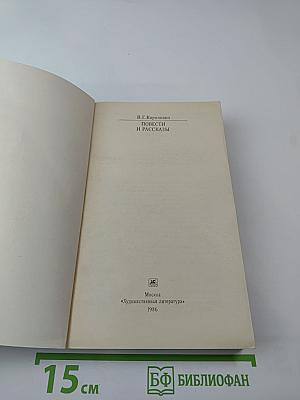 В.Г.Короленко
ПОВЕСТИ
И РАССКАЗЫ
Москва
«Художественная литература»
1986
15 см
БФ БИБЛИОФАН